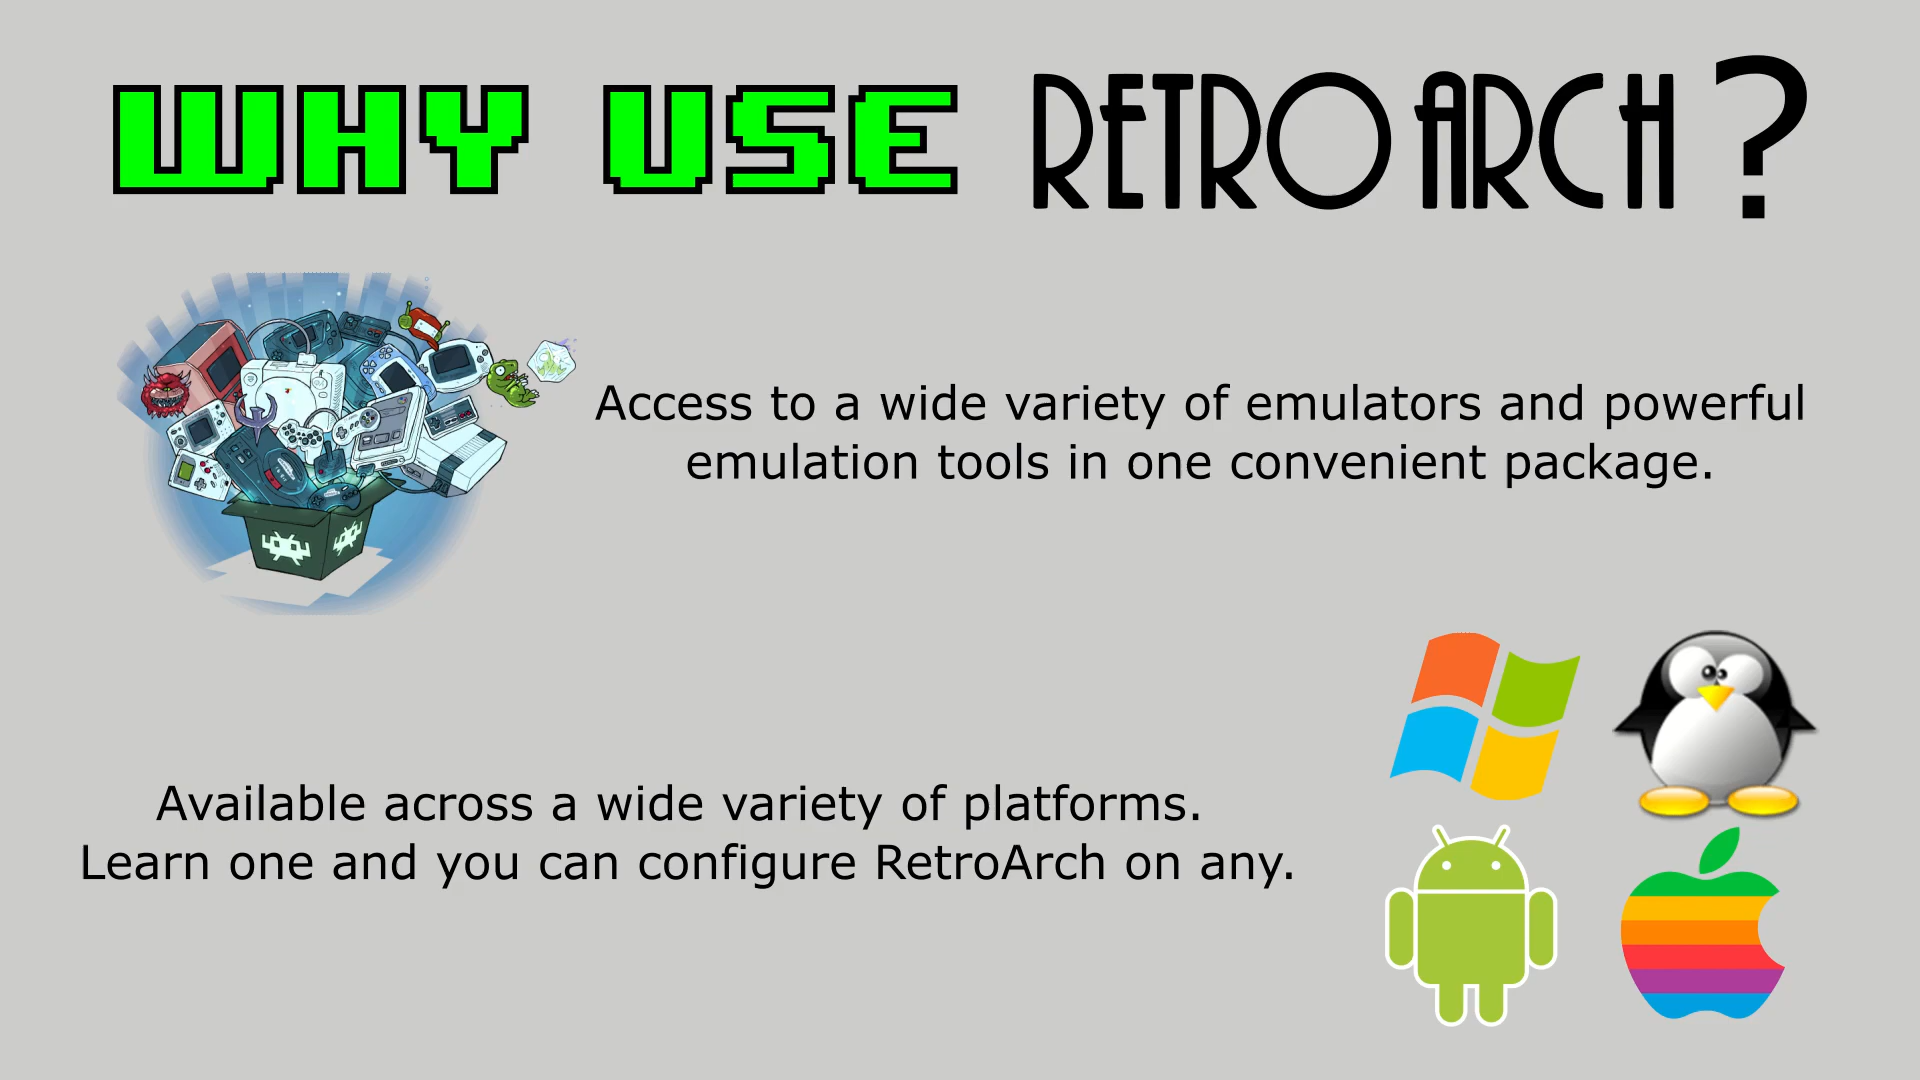 WHY USE RETROARCH?
Access to a wide variety of emulators and powerful
emulation tools in one convenient package.
Available across a wide variety of platforms.
Learn one and you can configure RetroArch on any.